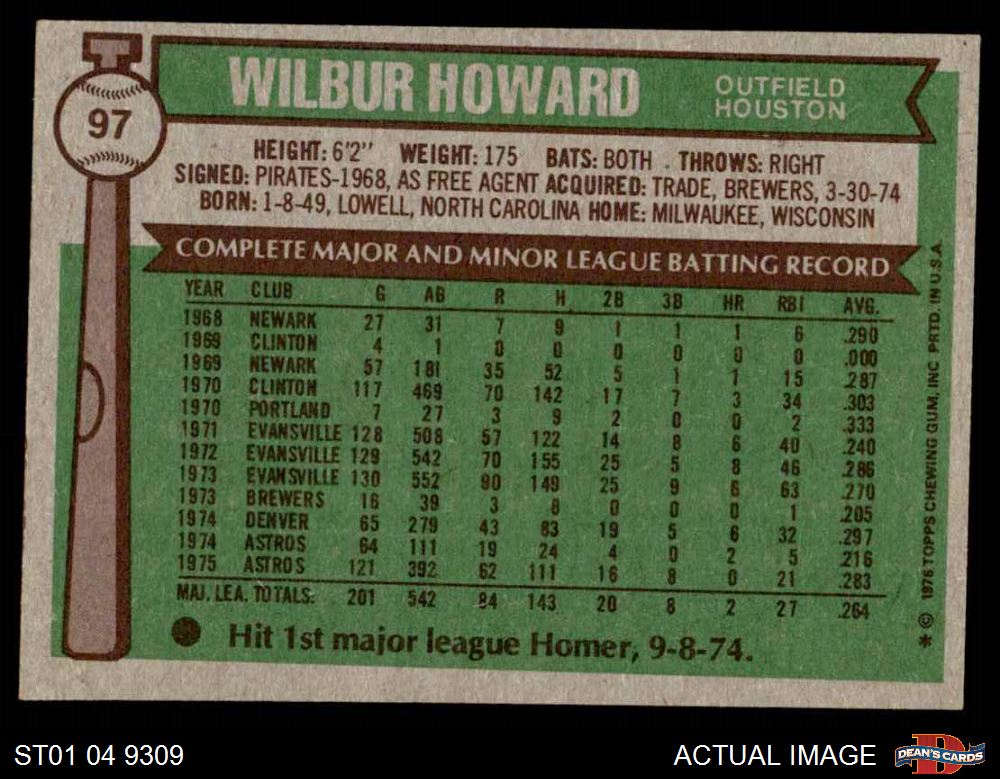 97
WILBUR HOWARD
OUTFIELD
HOUSTON
HEIGHT: 6'2" WEIGHT: 175 BATS: BOTH THROWS: RIGHT
SIGNED: PIRATES-1968, AS FREE AGENT ACQUIRED: TRADE, BREWERS, 3-30-74
BORN: 1-8-49, LOWELL, NORTH CAROLINA HOME: MILWAUKEE, WISCONSIN
COMPLETE MAJOR AND MINOR LEAGUE BATTING RECORD
YEAR CLUB G AB R H 2B 3B HR RBI AVG.
1968 NEWARK 27 31 7 9 1 1 1 6 .290
1969 CLINTON 4 1 0 0 0 0 0 0 .000
1969 NEWARK 57 181 35 52 5 1 1 15 .287
1970 CLINTON 117 469 70 142 17 7 3 34 .303
1970 PORTLAND 7 27 3 9 2 0 0 2 .333
1971 EVANSVILLE 128 508 57 122 14 8 6 40 .240
1972 EVANSVILLE 129 542 70 155 25 5 8 46 .286
1973 EVANSVILLE 130 552 90 149 25 9 6 63 .270
1973 BREWERS 16 39 3 8 0 0 0 1 .205
1974 DENVER 65 279 43 83 19 5 6 32 .297
1974 ASTROS 64 111 19 24 4 0 2 5 .216
1975 ASTROS 121 392 62 111 16 8 0 21 .283
MAJ. LEA. TOTALS: 201 542 84 143 20 8 2 27 .264
Hit 1st major league Homer, 9-8-74.
* © 1976 TOPPS CHEWING GUM, INC. PRTD. IN U.S.A.
ST01 04 9309
ACTUAL IMAGE
DEAN'S CARDS